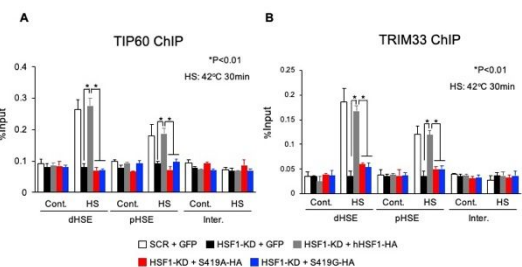 A
TIP60 ChIP
*P<0.01
HS: 42ºC 30min
%Input
0.4
0.3
0.2
0.1
0
* *
* *
Cont. HS Cont. HS Cont. HS
dHSE pHSE Inter.
B
TRIM33 ChIP
*P<0.01
HS: 42ºC 30min
%Input
0.25
0.2
0.15
0.1
0.05
0
* *
* *
Cont. HS Cont. HS Cont. HS
dHSE pHSE Inter.
SCR + GFP HSF1-KD + GFP HSF1-KD + hHSF1-HA
HSF1-KD + S419A-HA HSF1-KD + S419G-HA